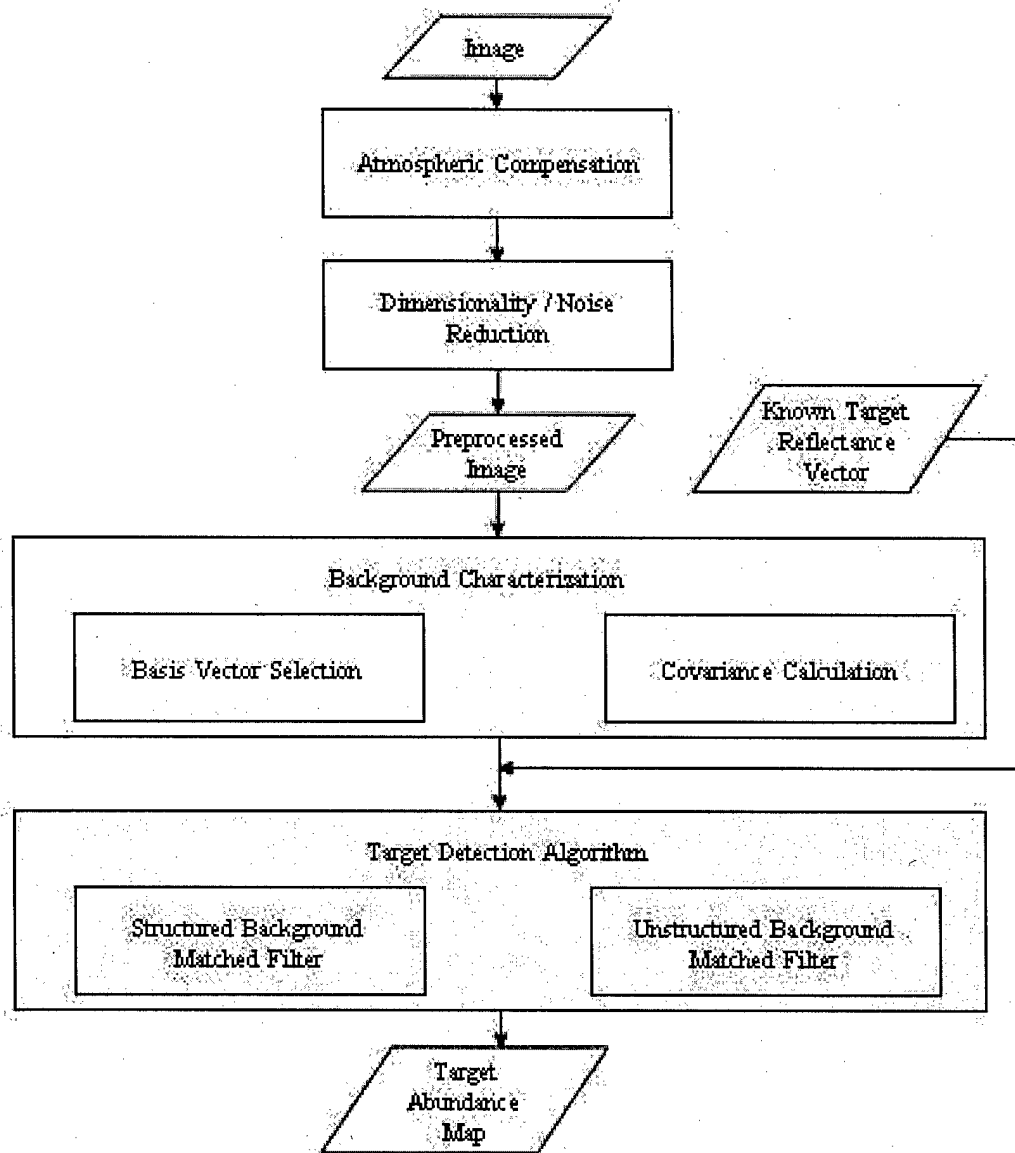 Image
Atmospheric Compensation
Dimensionality / Noise
Reduction
Preprocessed
Image
Known Target
Reflectance
Vector
Background Characterization
Basis Vector Selection
Covariance Calculation
Target Detection Algorithm
Structured Background
Matched Filter
Unstructured Background
Matched Filter
Target
Abundance
Map